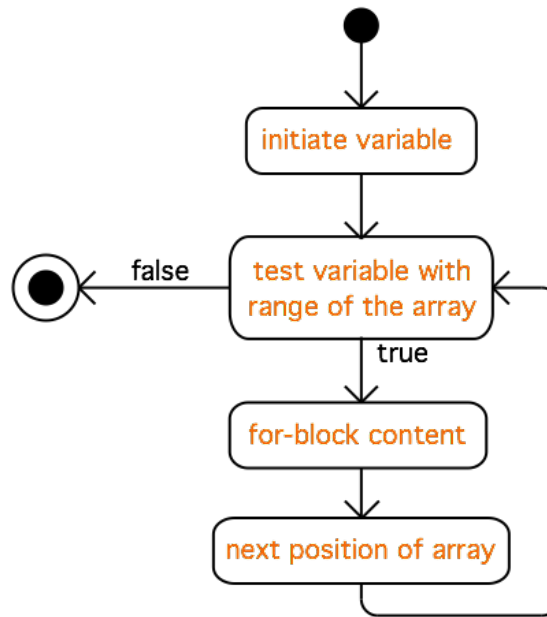 initiate variable
false
test variable with
range of the array
true
for-block content
next position of array